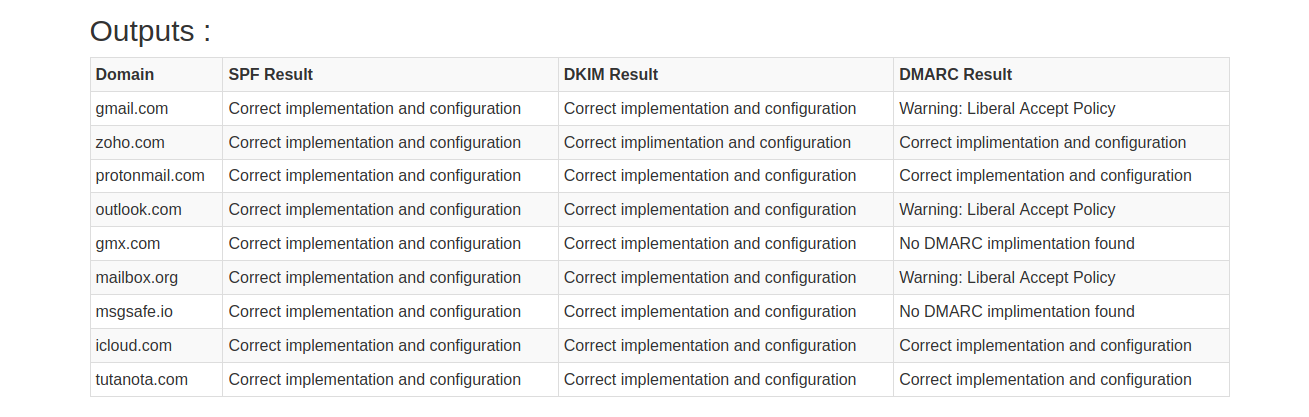 Outputs :
Domain SPF Result DKIM Result DMARC Result
gmail.com Correct implementation and configuration Correct implementation and configuration Warning: Liberal Accept Policy
zoho.com Correct implementation and configuration Correct implimentation and configuration Correct implimentation and configuration
protonmail.com Correct implementation and configuration Correct implementation and configuration Correct implementation and configuration
outlook.com Correct implementation and configuration Correct implementation and configuration Warning: Liberal Accept Policy
gmx.com Correct implementation and configuration Correct implementation and configuration No DMARC implimentation found
mailbox.org Correct implementation and configuration Correct implementation and configuration Warning: Liberal Accept Policy
msgsafe.io Correct implementation and configuration Correct implementation and configuration No DMARC implimentation found
icloud.com Correct implementation and configuration Correct implementation and configuration Correct implementation and configuration
tutanota.com Correct implementation and configuration Correct implementation and configuration Correct implementation and configuration